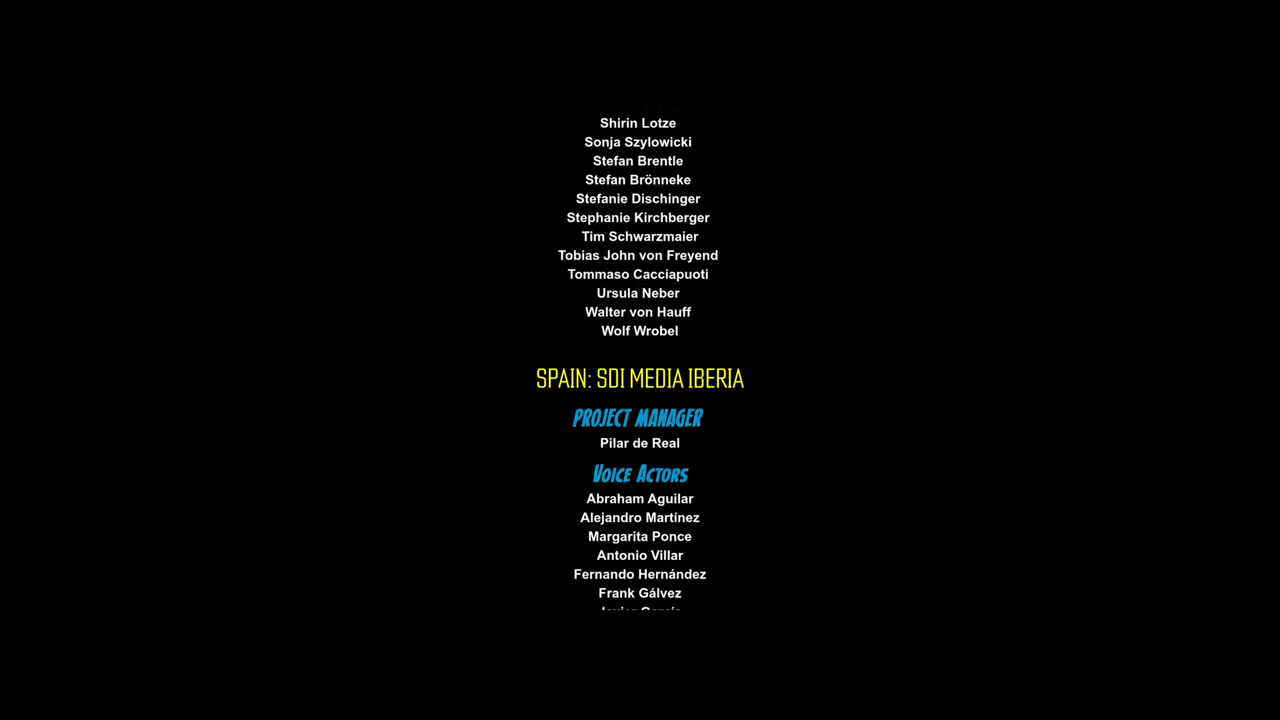 Shirin Lotze
Sonja Szylowicki
Stefan Brentle
Stefan Brönneke
Stefanie Dischinger
Stephanie Kirchberger
Tim Schwarzmaier
Tobias John von Freyend
Tommaso Cacciapuoti
Ursula Neber
Walter von Hauff
Wolf Wrobel
SPAIN: SDI MEDIA IBERIA
PROJECT MANAGER
Pilar de Real
VOICE ACTORS
Abraham Aguilar
Alejandro Martínez
Margarita Ponce
Antonio Villar
Fernando Hernández
Frank Gálvez